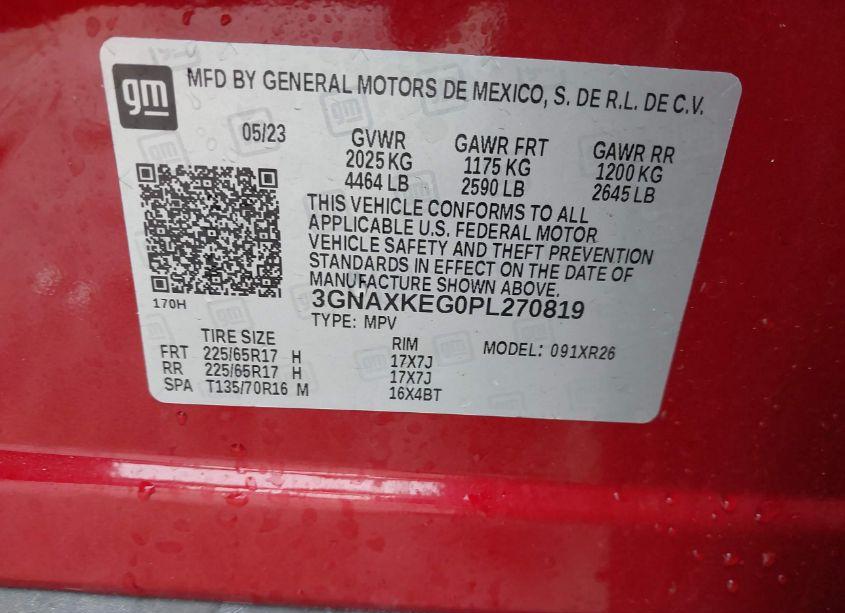 gm
MFD BY GENERAL MOTORS DE MEXICO, S. DE R.L. DE C.V.
05/23
GVWR
2025 KG
4464 LB
GAWR FRT
1175 KG
2590 LB
GAWR RR
1200 KG
2645 LB
THIS VEHICLE CONFORMS TO ALL
APPLICABLE U.S. FEDERAL MOTOR
VEHICLE SAFETY AND THEFT PREVENTION
STANDARDS IN EFFECT ON THE DATE OF
MANUFACTURE SHOWN ABOVE.
170H
3GNAXKEG0PL270819
TYPE: MPV
MODEL: 091XR26
TIRE SIZE RIM
FRT 225/65R17 H 17X7J
RR 225/65R17 H 17X7J
SPA T135/70R16 M 16X4BT